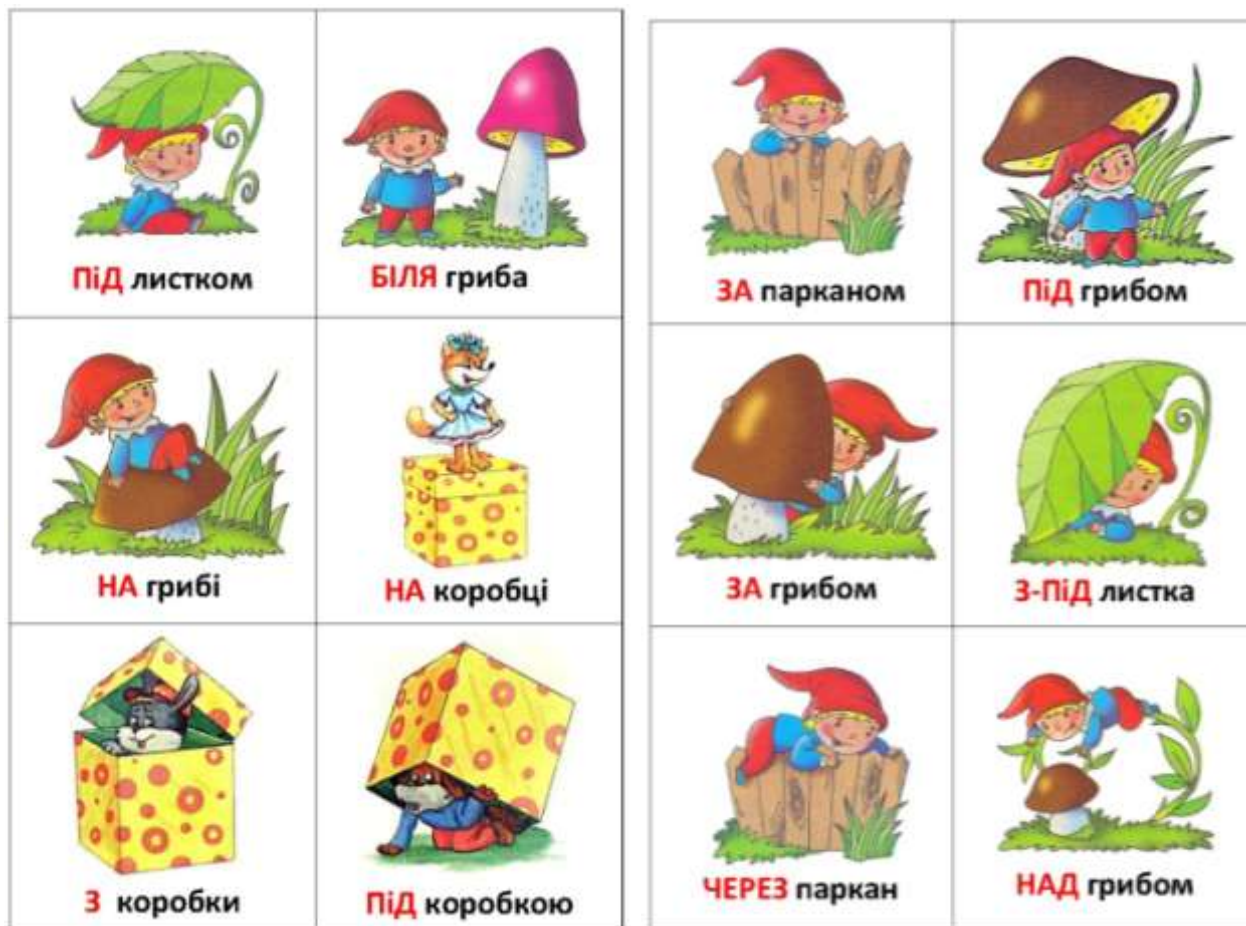 ПіД листком
БІЛЯ гриба
НА грибі
НА коробці
З коробки
ПіД коробкою
ЗА парканом
ПіД грибом
ЗА грибом
З-ПіД листка
ЧЕРЕЗ паркан
НАД грибом